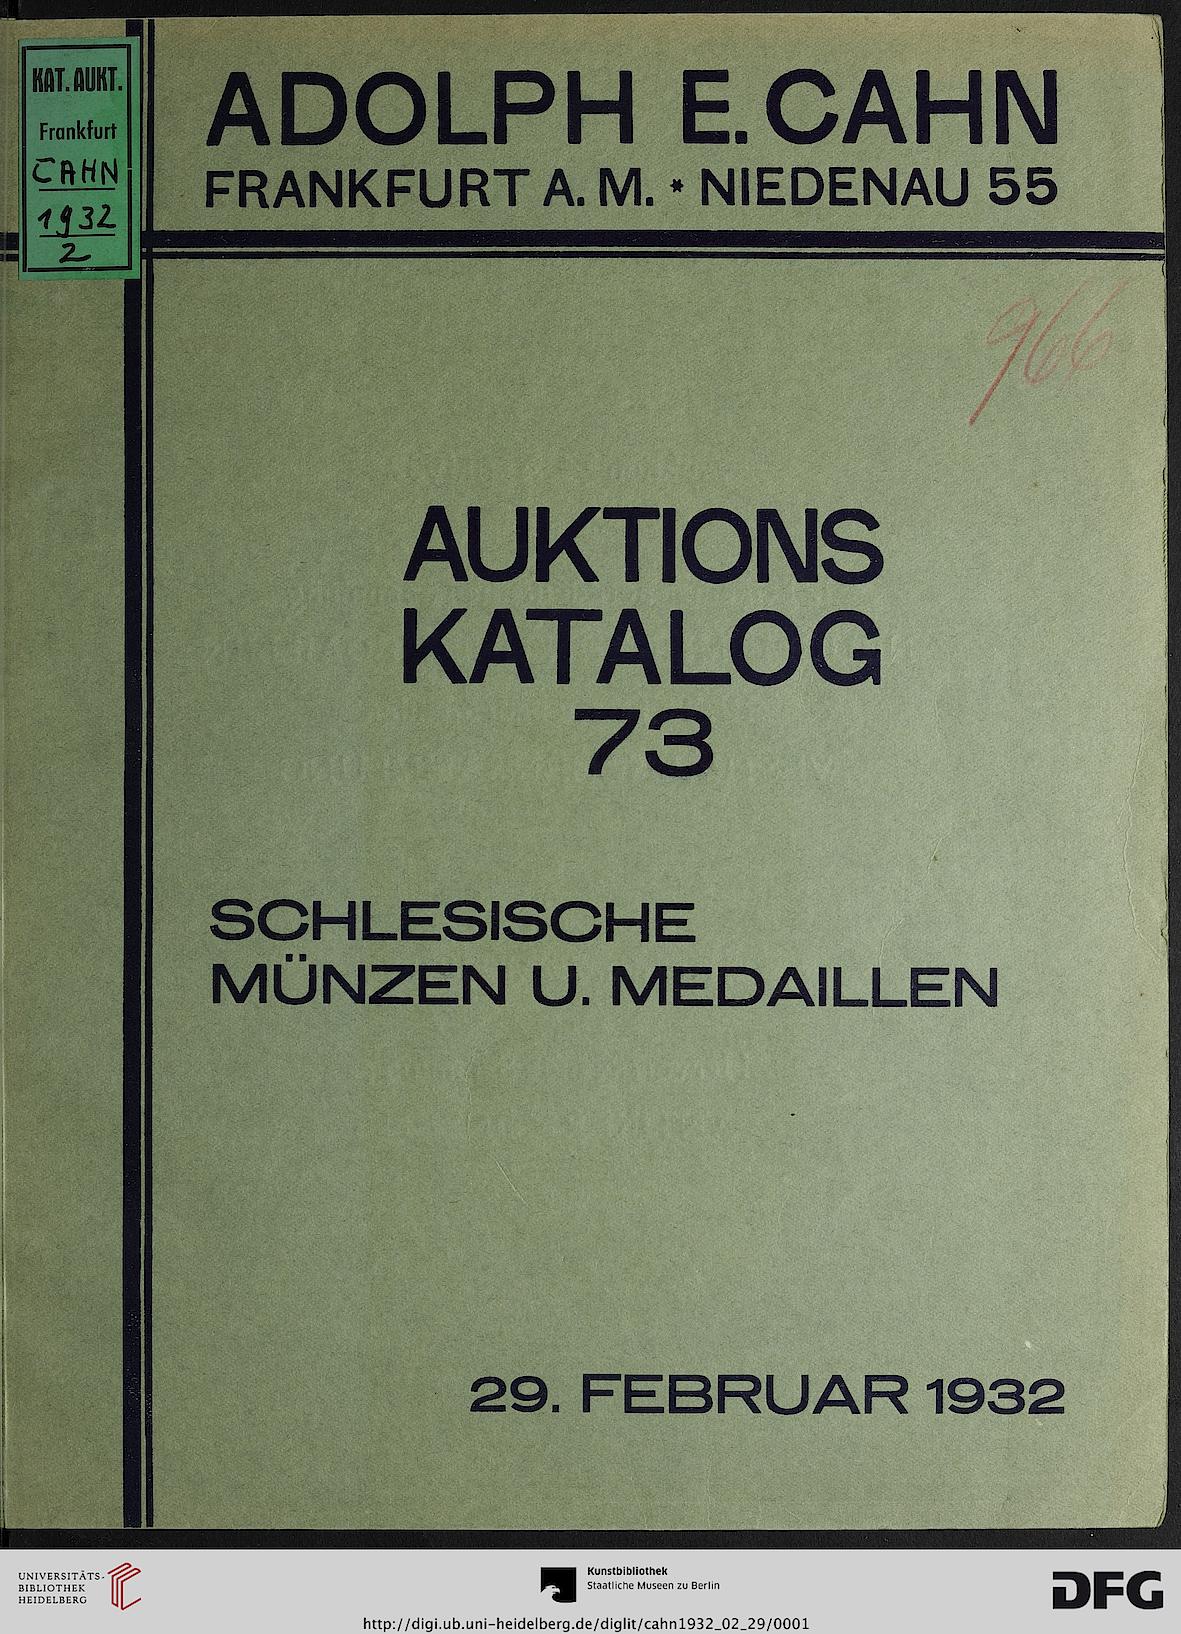 KAT. AUKT.
Frankfurt
CAHN
1932
2
ADOLPH E. CAHN
FRANKFURT A. M. * NIEDENAU 55
966
AUKTIONS
KATALOG
73
SCHLESISCHE
MÜNZEN U. MEDAILLEN
29. FEBRUAR 1932
UNIVERSITÄTS-
BIBLIOTHEK
HEIDELBERG
Kunstbibliothek
Staatliche Museen zu Berlin
DFG
http://digi.ub.uni-heidelberg.de/diglit/cahn1932_02_29/0001